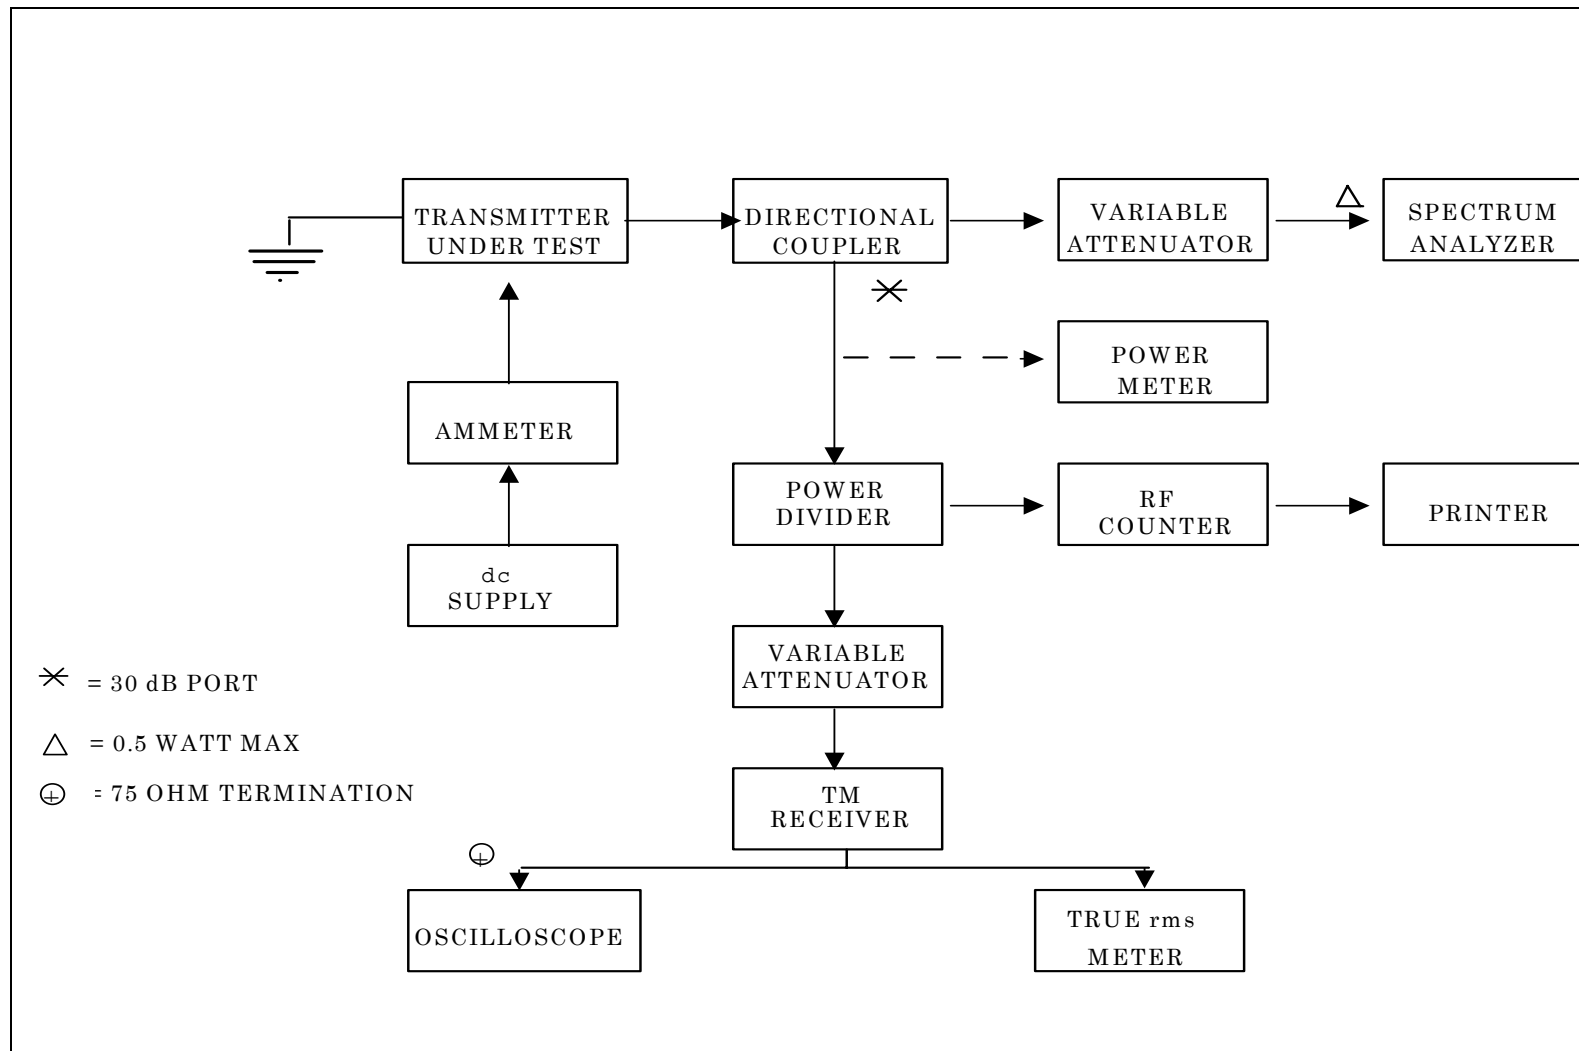 TRANSMITTER
UNDER TEST
DIRECTIONAL
COUPLER
VARIABLE
ATTENUATOR
SPECTRUM
ANALYZER
POWER
METER
AMMETER
POWER
DIVIDER
RF
COUNTER
PRINTER
dc
SUPPLY
VARIABLE
ATTENUATOR
= 30 dB PORT
= 0.5 WATT MAX
= 75 OHM TERMINATION
TM
RECEIVER
OSCILLOSCOPE
TRUE rms
METER